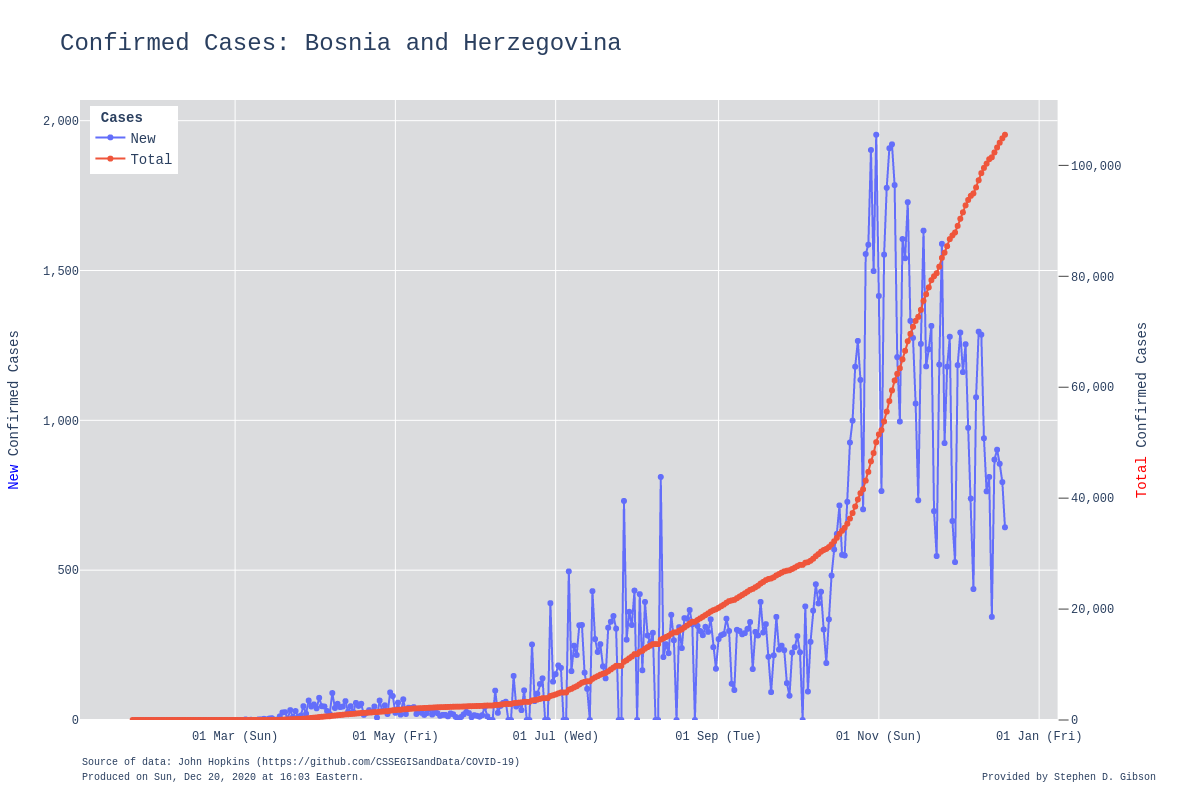 Confirmed Cases: Bosnia and Herzegovina
Cases
New
Total
2,000
1,500
1,000
500
0
100,000
80,000
60,000
40,000
20,000
0
New Confirmed Cases
Total Confirmed Cases
01 Mar (Sun)
01 May (Fri)
01 Jul (Wed)
01 Sep (Tue)
01 Nov (Sun)
01 Jan (Fri)
Source of data: John Hopkins (https://github.com/CSSEGISandData/COVID-19)
Produced on Sun, Dec 20, 2020 at 16:03 Eastern.
Provided by Stephen D. Gibson